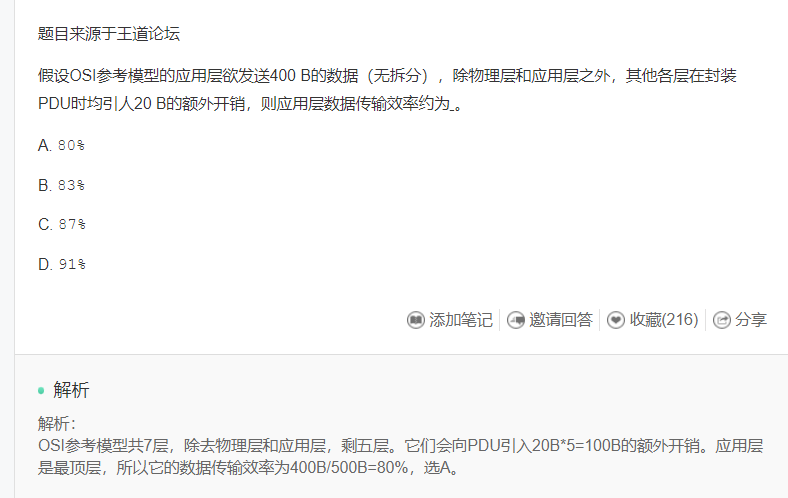 题目来源于王道论坛
假设OSI参考模型的应用层欲发送400 B的数据（无拆分），除物理层和应用层之外，其他各层在封装
PDU时均引人20 B的额外开销，则应用层数据传输效率约为_。
A. 80%
B. 83%
C. 87%
D. 91%
添加笔记 邀请回答 收藏(216) 分享
解析
解析：
OSI参考模型共7层，除去物理层和应用层，剩五层。它们会向PDU引入20B*5=100B的额外开销。应用层
是最顶层，所以它的数据传输效率为400B/500B=80%，选A。